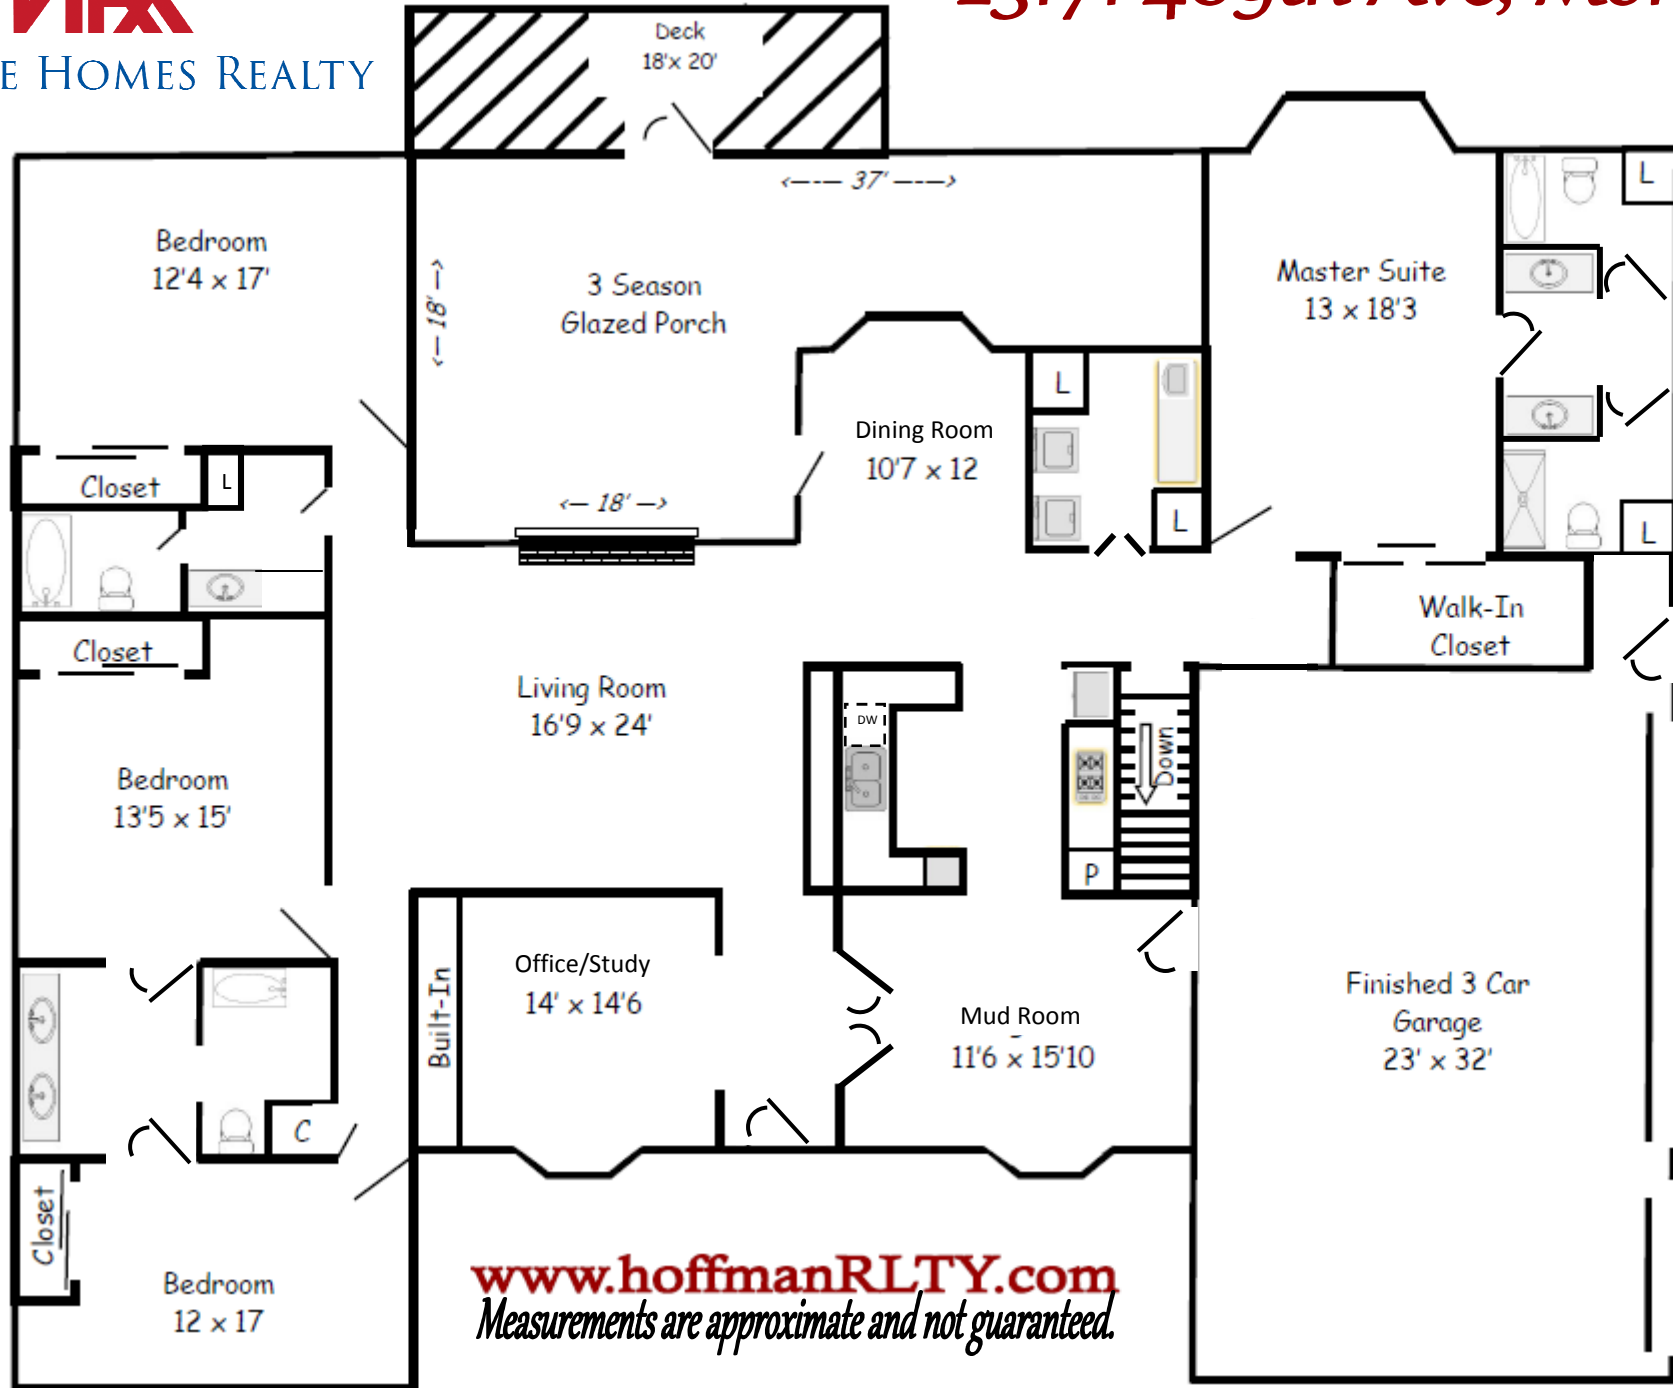 E HOMES REALTY
Deck
18'x 20'
<---- 37' ---->
Bedroom
12'4 x 17'
<— 18' —>
3 Season
Glazed Porch
Master Suite
13 x 18'3
L
L
Dining Room
10'7 x 12
Closet
L
<— 18' —>
L
L
Walk-In
Closet
Closet
Living Room
16'9 x 24'
DW
Down
Bedroom
13'5 x 15'
P
Built-In
Office/Study
14' x 14'6
Mud Room
11'6 x 15'10
Finished 3 Car
Garage
23' x 32'
C
Closet
Bedroom
12 x 17
www.hoffmanRLTY.com
Measurements are approximate and not guaranteed.